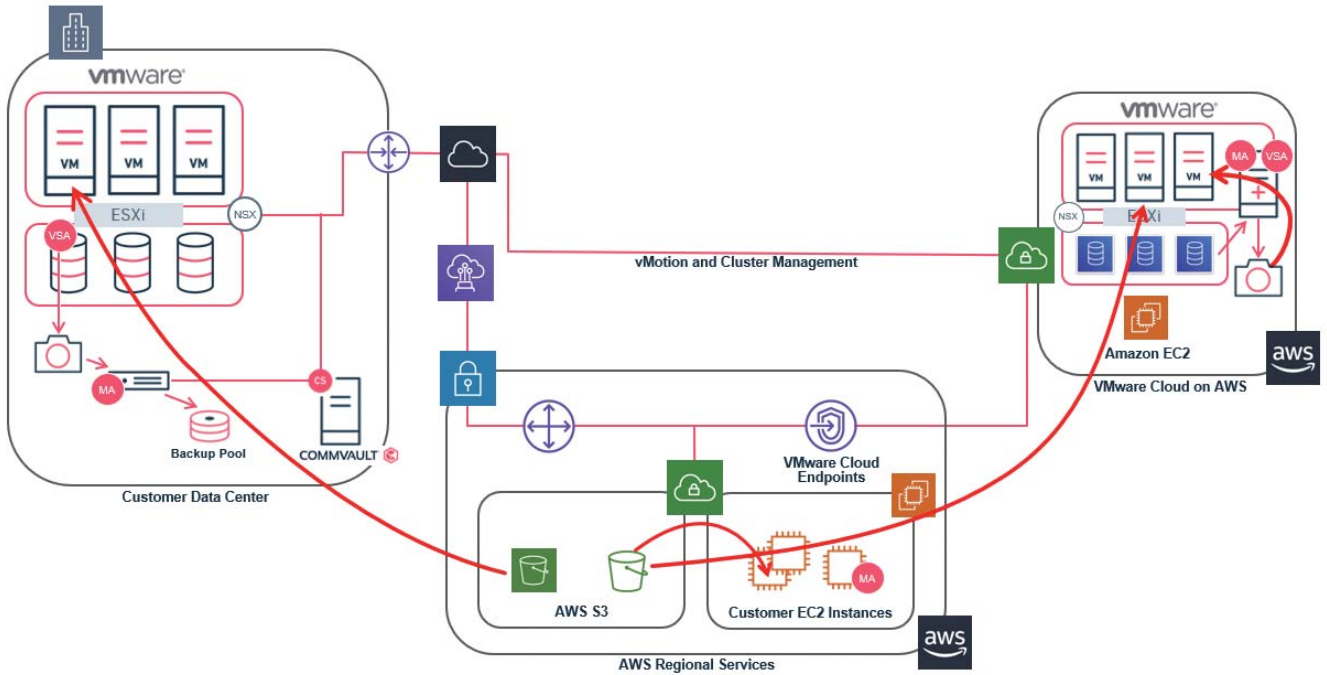 vmware®
VM
VM
VM
ESXi
NSX
VSA
MA
CS
Backup Pool
COMMVAULT
Customer Data Center
vMotion and Cluster Management
VMware Cloud
Endpoints
AWS S3
Customer EC2 Instances
MA
aws
AWS Regional Services
vmware®
VM
VM
VM
MA
VSA
NSX
ESXi
Amazon EC2
aws
VMware Cloud on AWS